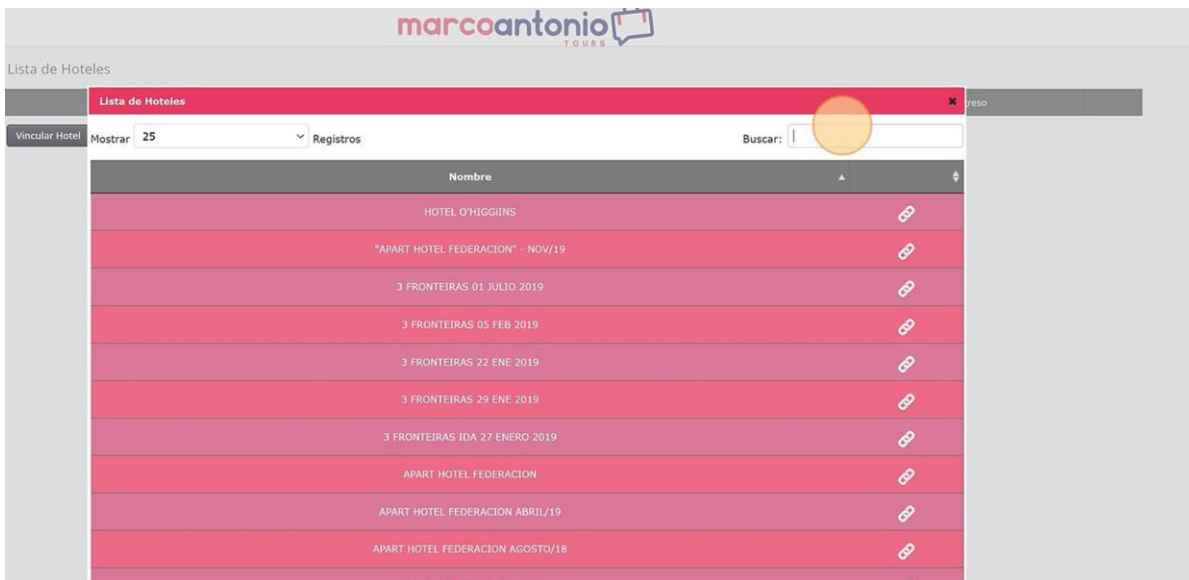 marcoantonio
TOURS
Lista de Hoteles
Lista de Hoteles
greso
Vincular Hotel
Mostrar 25 Registros
Buscar:
Nombre
HOTEL O'HIGGIINS
"APART HOTEL FEDERACION" - NOV/19
3 FRONTEIRAS 01 JULIO 2019
3 FRONTEIRAS 05 FEB 2019
3 FRONTEIRAS 22 ENE 2019
3 FRONTEIRAS 29 ENE 2019
3 FRONTEIRAS IDA 27 ENERO 2019
APART HOTEL FEDERACION
APART HOTEL FEDERACION ABRIL/19
APART HOTEL FEDERACION AGOSTO/18